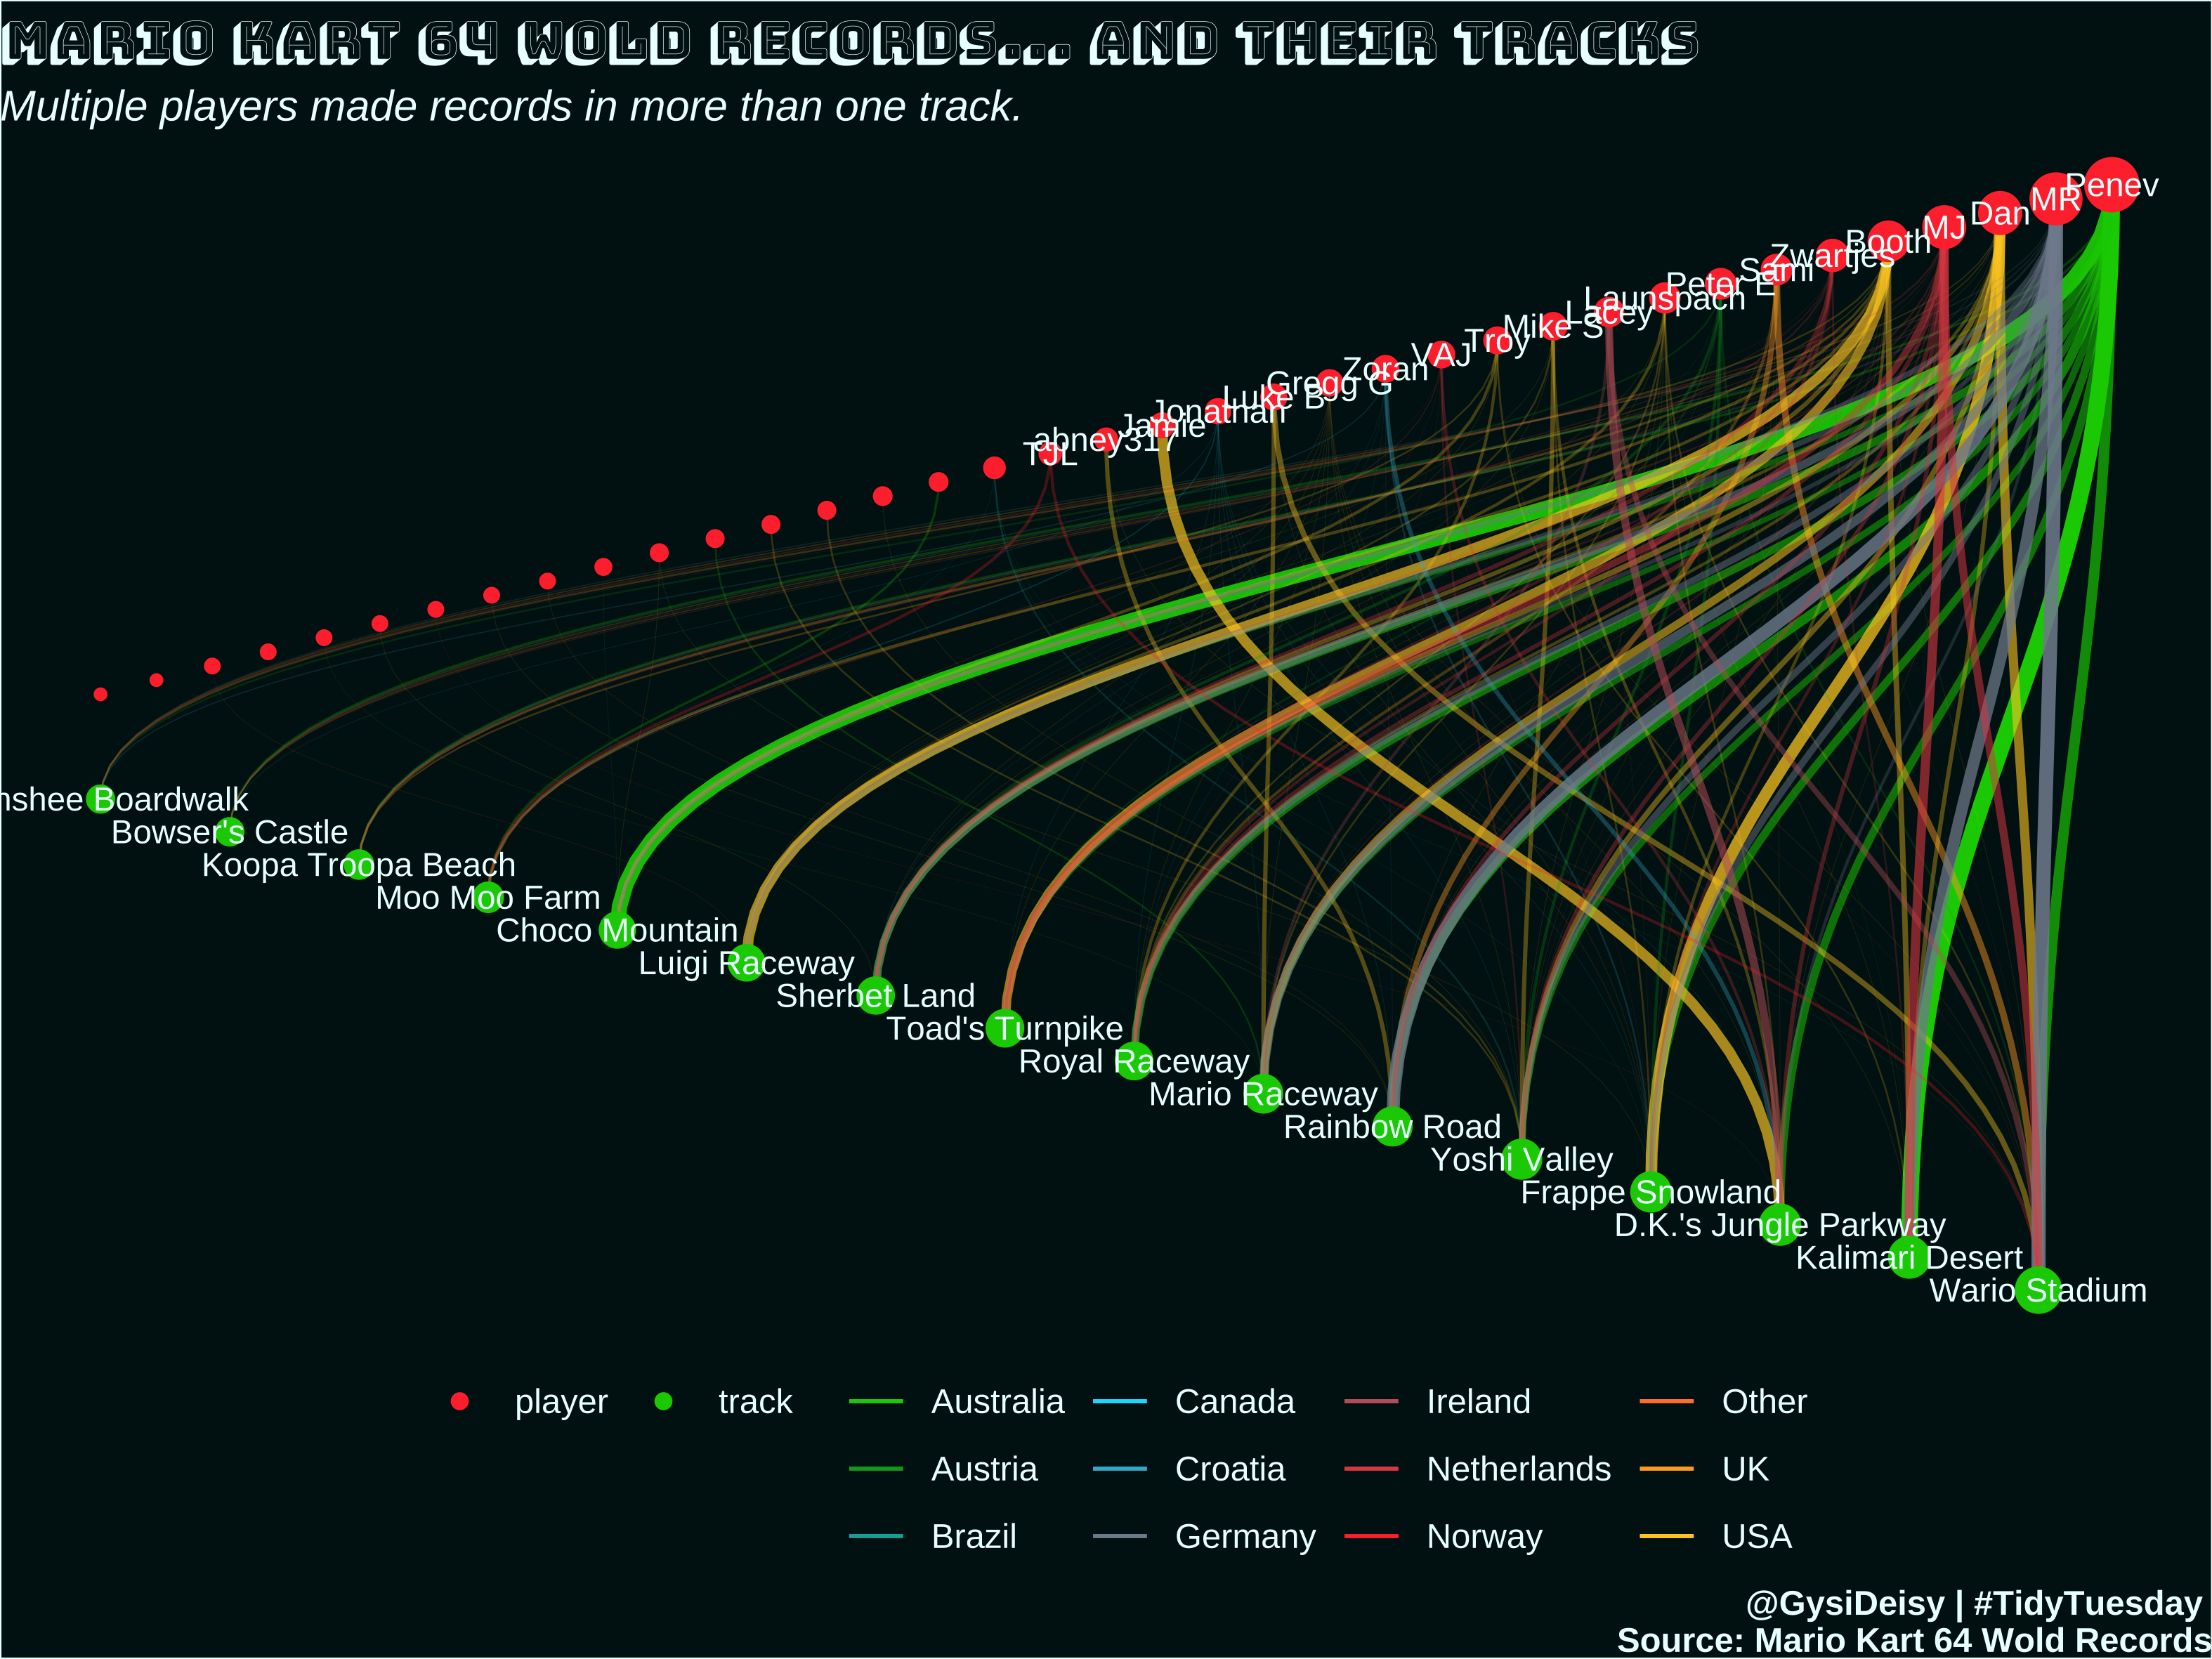 MARIO KART 64 WOLD RECORDS... AND THEIR TRACKS
Multiple players made records in more than one track.
Penev
MR
Dan
MJ
Booth
Zwartjes
Sami
Peter E
Launspach
Lacey
Mike S
Troy
VAJ
Zoran
Gregg G
Luke B
Jonathan
Jamie
abney317
TJL
nshee Boardwalk
Bowser's Castle
Koopa Troopa Beach
Moo Moo Farm
Choco Mountain
Luigi Raceway
Sherbet Land
Toad's Turnpike
Royal Raceway
Mario Raceway
Rainbow Road
Yoshi Valley
Frappe Snowland
D.K.'s Jungle Parkway
Kalimari Desert
Wario Stadium
player track Australia Canada Ireland Other
Austria Croatia Netherlands UK
Brazil Germany Norway USA
@GysiDeisy | #TidyTuesday
Source: Mario Kart 64 Wold Records